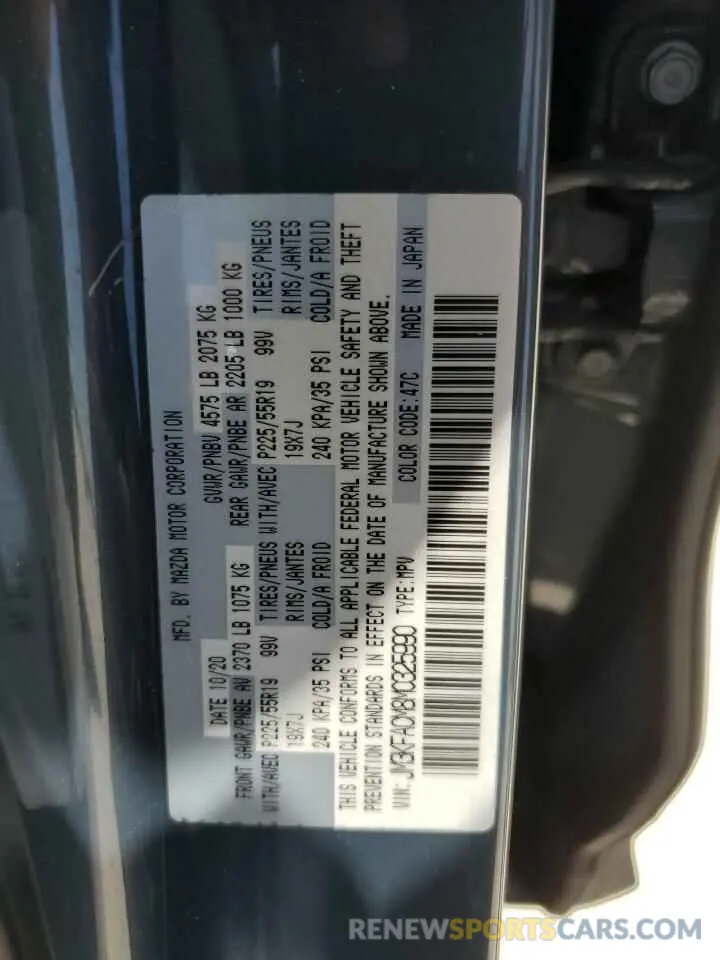 MFD. BY MAZDA MOTOR CORPORATION
DATE 10/20 GVWR/PNBV 4575 LB 2075 KG
FRONT GAWR/PNBE AV 2370 LB 1075 KG REAR GAWR/PNBE AR 2205 LB 1000 KG
WITH/AVEC P225/55R19 99V TIRES/PNEUS WITH/AVEC P225/55R19 99V TIRES/PNEUS
19X7J RIMS/JANTES 19X7J RIMS/JANTES
240 KPA/35 PSI COLD/A FROID 240 KPA/35 PSI COLD/A FROID
THIS VEHICLE CONFORMS TO ALL APPLICABLE FEDERAL MOTOR VEHICLE SAFETY AND THEFT
PREVENTION STANDARDS IN EFFECT ON THE DATE OF MANUFACTURE SHOWN ABOVE.
VIN: JM3KFADM8M0325990 TYPE:MPV COLOR CODE:47C MADE IN JAPAN
RENEWSPORTSCARS.COM